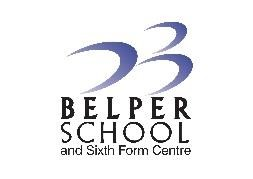 BELPER
SCHOOL
and Sixth Form Centre